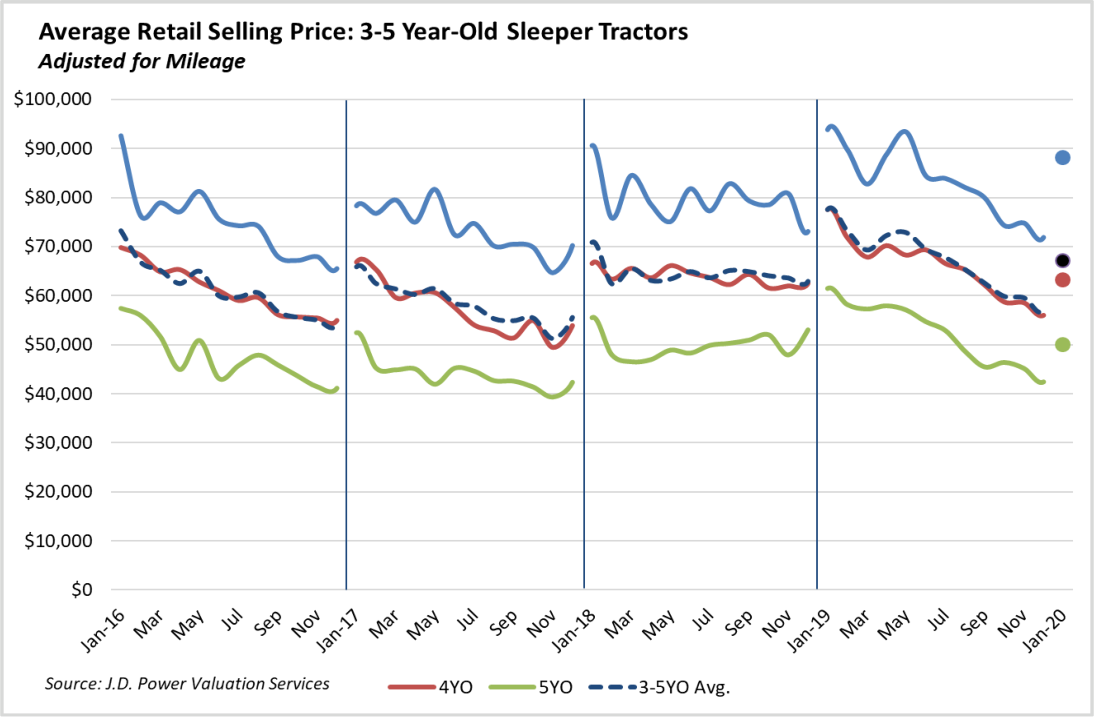 Average Retail Selling Price: 3-5 Year-Old Sleeper Tractors
Adjusted for Mileage
$100,000
$90,000
$80,000
$70,000
$60,000
$50,000
$40,000
$30,000
$20,000
$10,000
$0
Jan-16 Mar May Jul Sep Nov Jan-17 Mar May Jul Sep Nov Jan-18 Mar May Jul Sep Nov Jan-19 Mar May Jul Sep Nov Jan-20
Source: J.D. Power Valuation Services
4YO 5YO 3-5YO Avg.